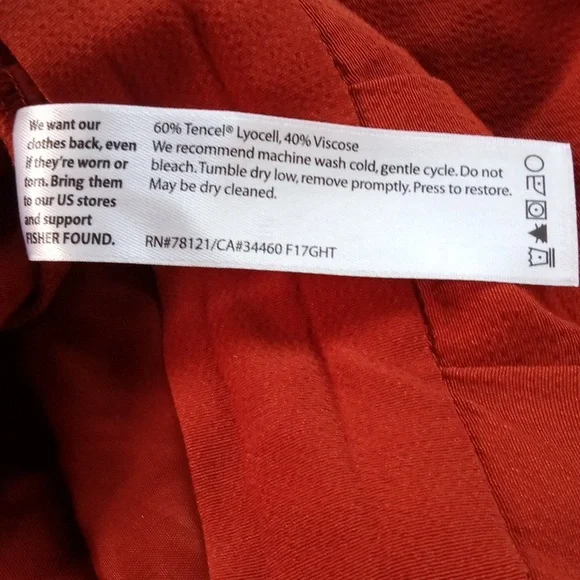 We want our
clothes back, even
if they're worn or
torn. Bring them
to our US stores
and support
FISHER FOUND.
60% Tencel® Lyocell, 40% Viscose
We recommend machine wash cold, gentle cycle. Do not
bleach. Tumble dry low, remove promptly. Press to restore.
May be dry cleaned.
RN#78121/CA#34460 F17GHT